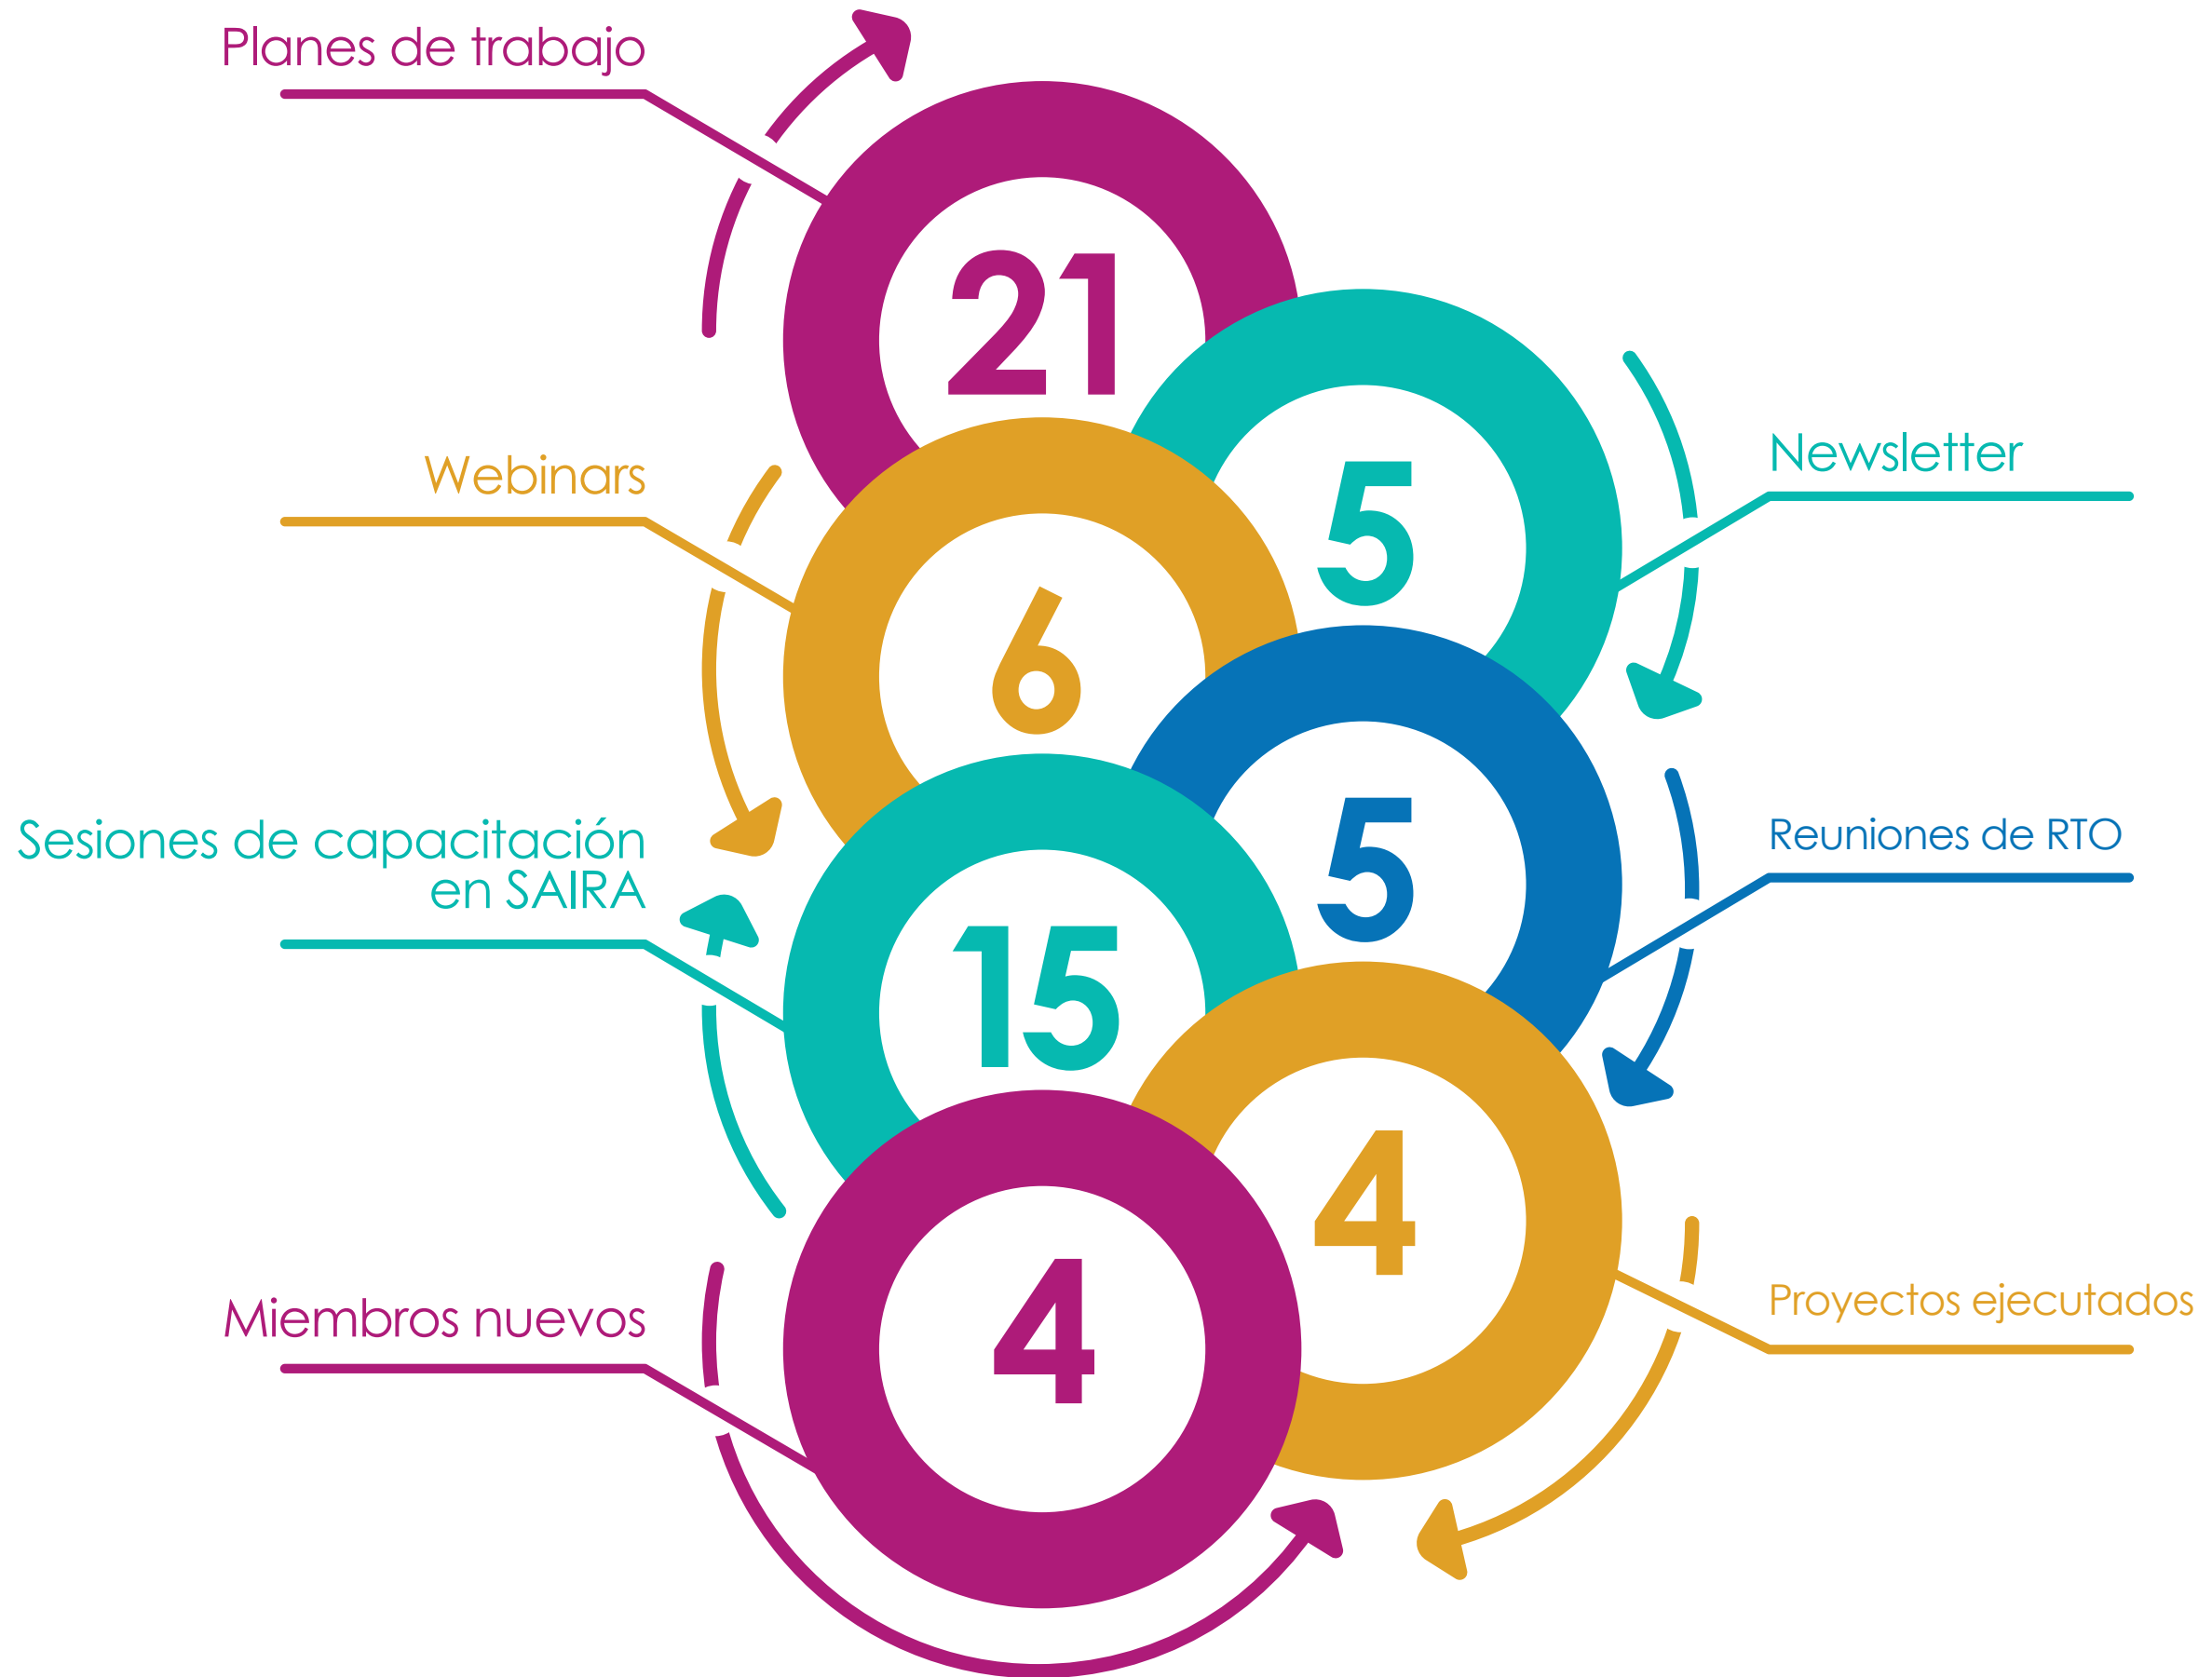 Planes de trabajo
21
Newsletter
5
Webinars
6
Reuniones de RTO
5
Sesiones de capacitación
en SAIRA
15
Proyectos ejecutados
4
Miembros nuevos
4